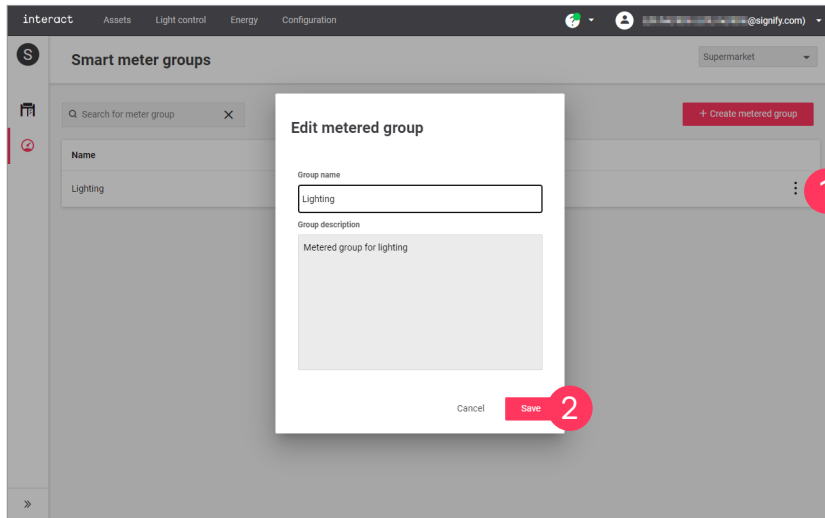 interact Assets Light control Energy Configuration ? @signify.com)
S Smart meter groups Supermarket
Search for meter group + Create metered group
Edit metered group
Name
Group name
Lighting
Lighting
1
Group description
Metered group for lighting
Cancel Save 2